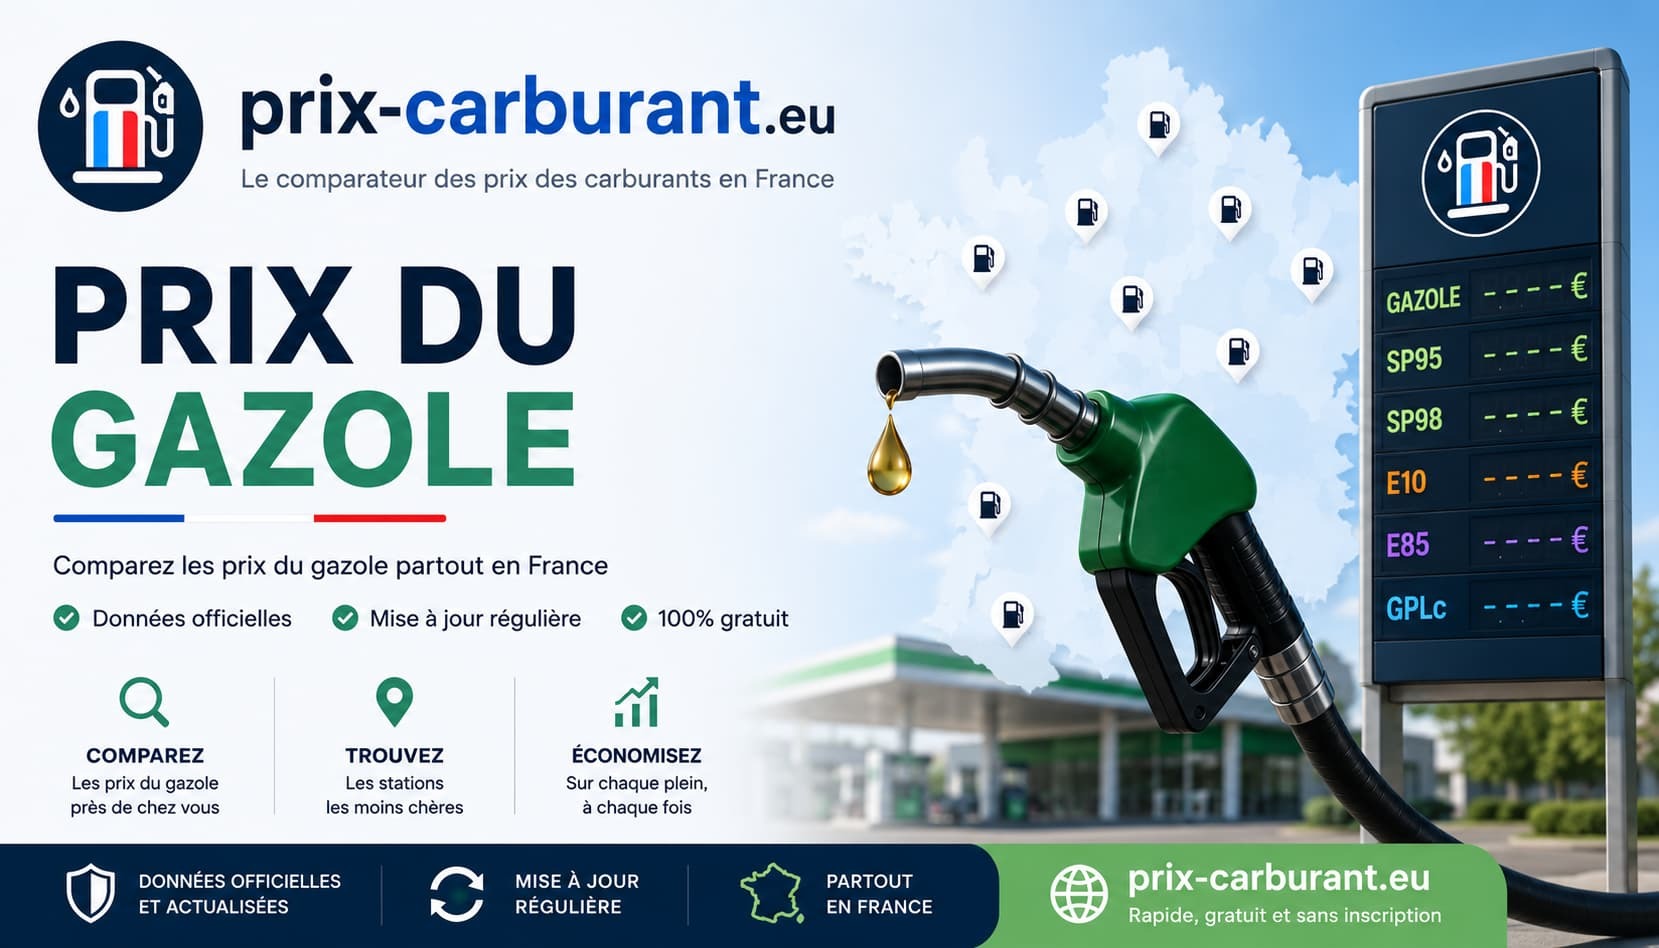 prix-carburant.eu
Le comparateur des prix des carburants en France
PRIX DU
GAZOLE
Comparez les prix du gazole partout en France
Données officielles
Mise à jour régulière
100% gratuit
COMPAREZ
Les prix du gazole
près de chez vous
TROUVEZ
Les stations
les moins chères
ÉCONOMISEZ
Sur chaque plein,
à chaque fois
GAZOLE ---- €
SP95 ---- €
SP98 ---- €
E10 ---- €
E85 ---- €
GPLc ---- €
DONNÉES OFFICIELLES
ET ACTUALISÉES
MISE À JOUR
RÉGULIÈRE
PARTOUT
EN FRANCE
prix-carburant.eu
Rapide, gratuit et sans inscription